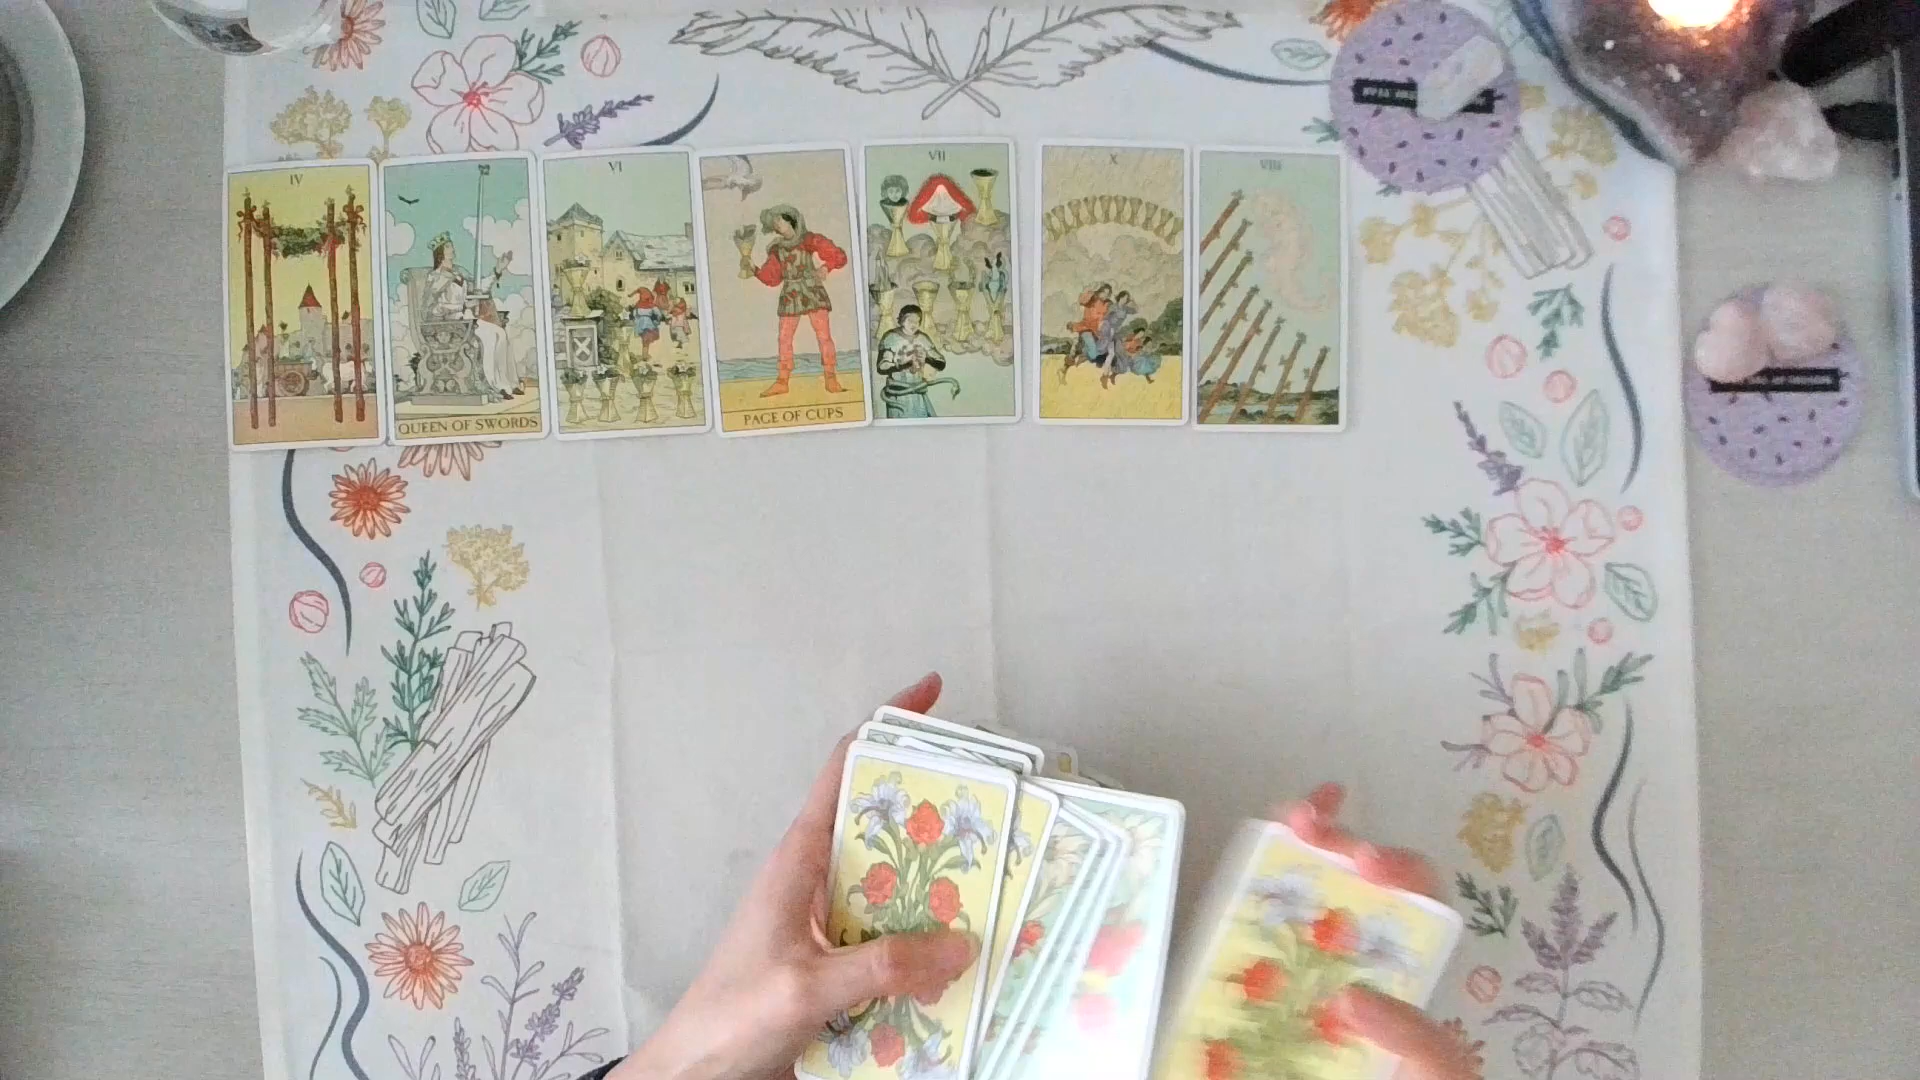 IV
QUEEN OF SWORDS
VI
PAGE OF CUPS
VII
X
VIII